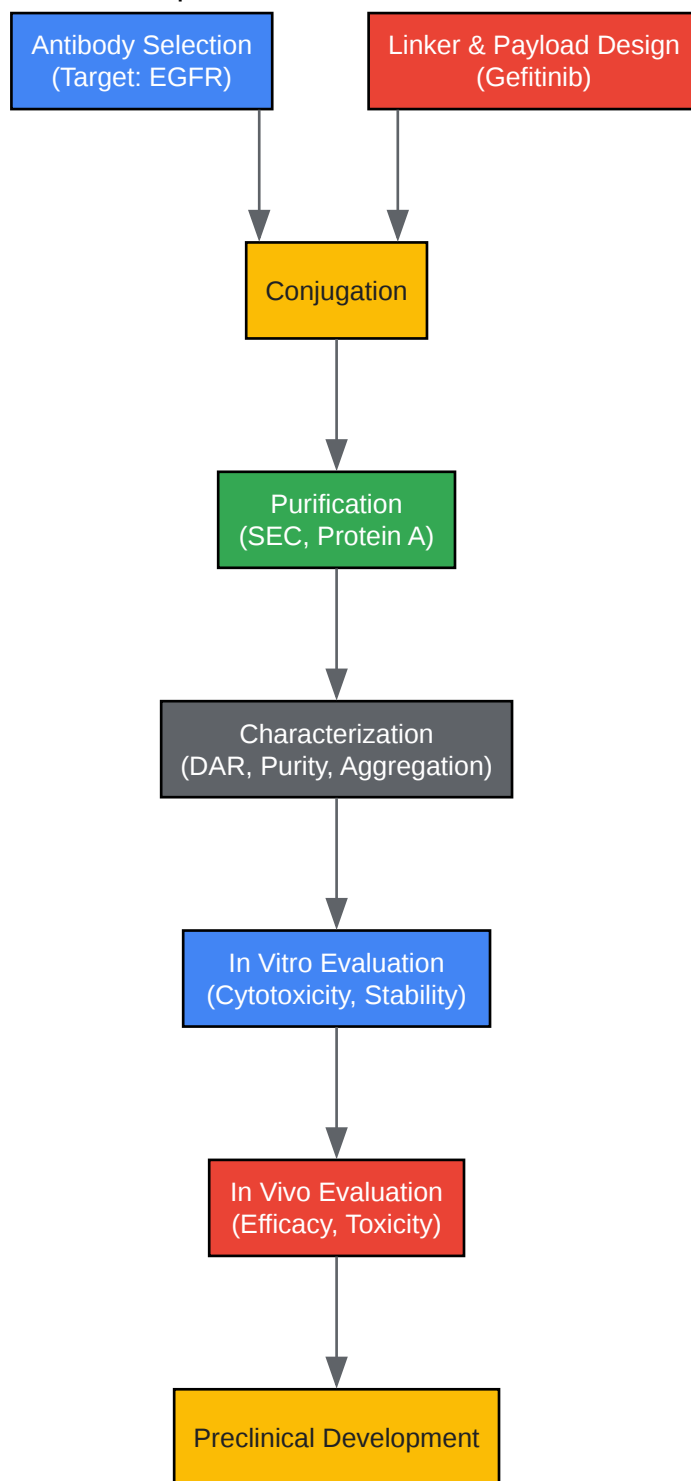 Antibody Selection
(Target: EGFR)
Linker & Payload Design
(Gefitinib)
Conjugation
Purification
(SEC, Protein A)
Characterization
(DAR, Purity, Aggregation)
In Vitro Evaluation
(Cytotoxicity, Stability)
In Vivo Evaluation
(Efficacy, Toxicity)
Preclinical Development